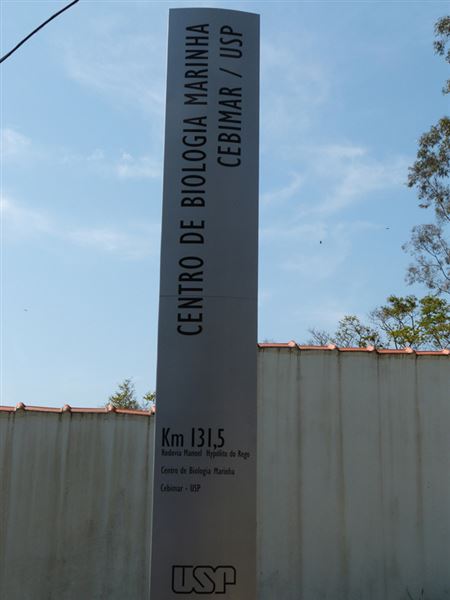 CENTRO DE BIOLOGIA MARINHA
CEBIMAR / USP
Km 131,5
Rodovia Manoel Hypolito do Rego
Centro de Biologia Marinha
Cebimar - USP
USP